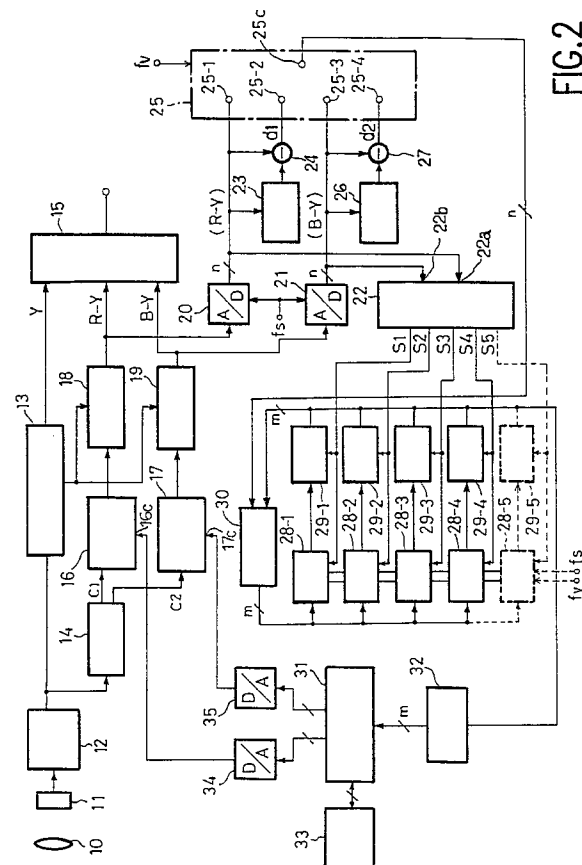 10
11
12
13
14
C1
C2
16
16c
17
17c
18
19
Y
R-Y
B-Y
15
20
A/D
21
A/D
fs
n
n
(R-Y)
(B-Y)
23
24
26
27
d1
d2
25
25-1
25-2
25-3
25-4
25c
fv
n
22
22a
22b
S1
S2
S3
S4
S5
30
m
m
28-1
29-1
28-2
29-2
28-3
29-3
28-4
29-4
28-5
29-5
fv
fs
31
32
m
33
34
D/A
35
D/A
FIG.2